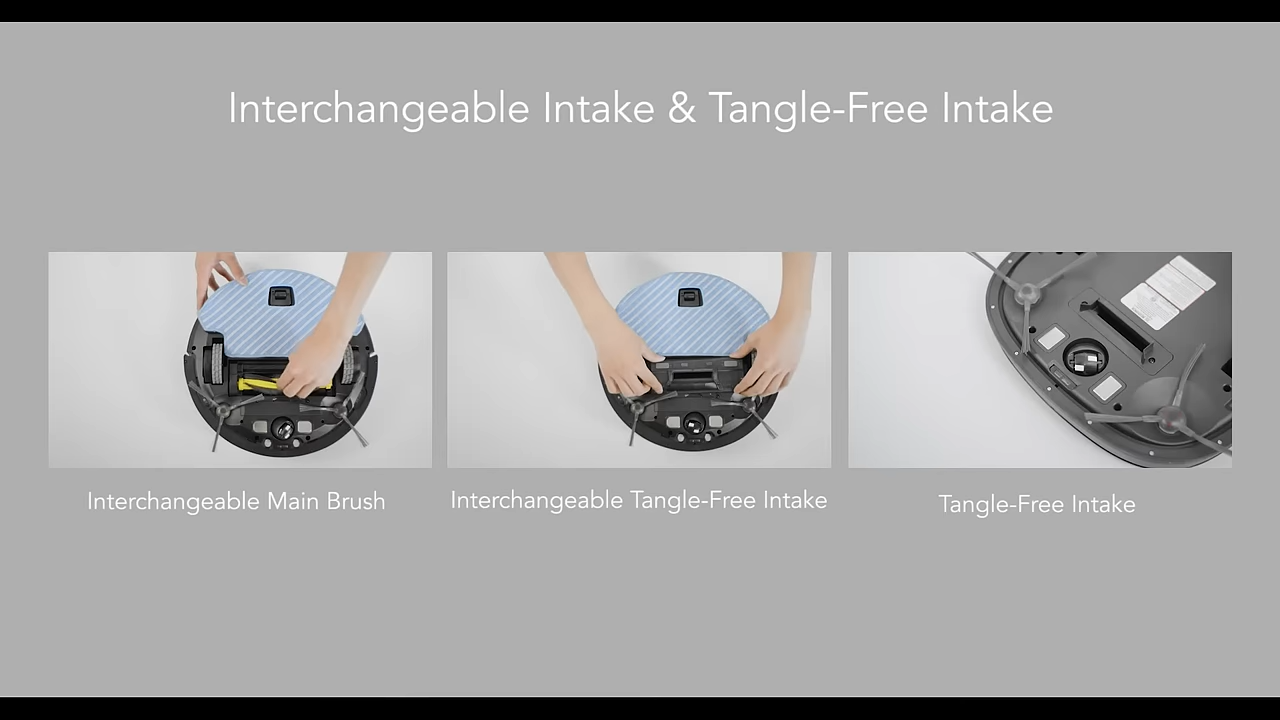 Interchangeable Intake & Tangle-Free Intake
Interchangeable Main Brush
Interchangeable Tangle-Free Intake
Tangle-Free Intake